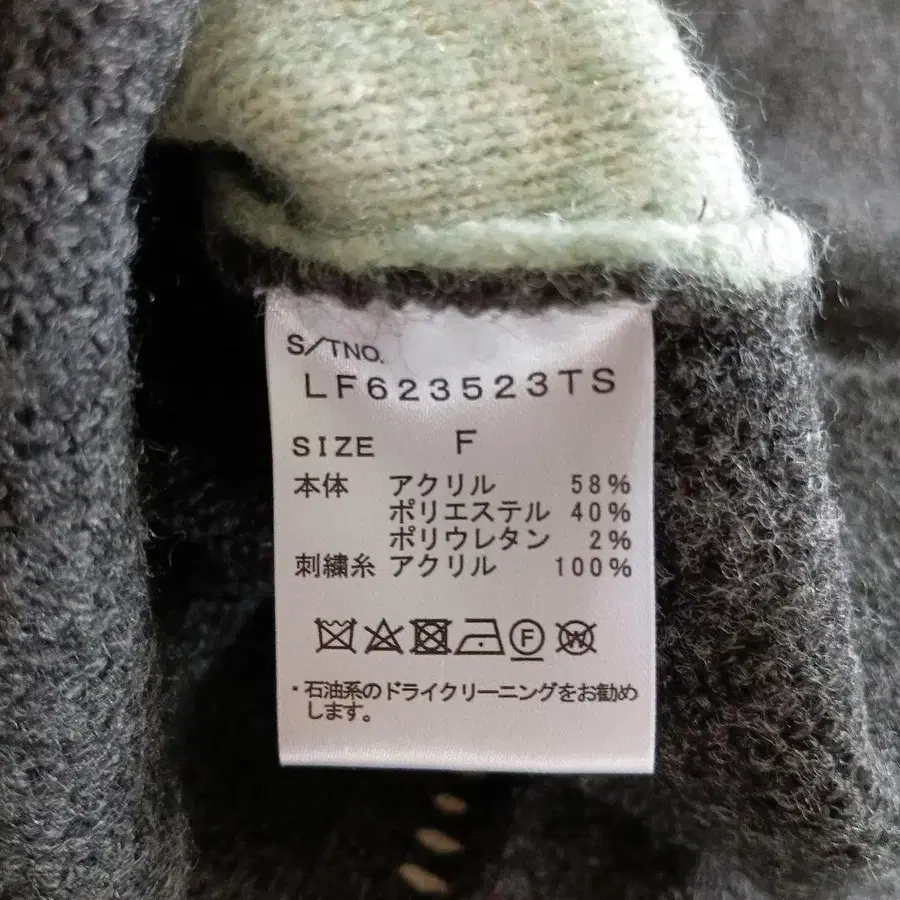 S/TNO.
LF623523TS
SIZE F
本体 アクリル 58%
ポリエステル 40%
ポリウレタン 2%
刺繍糸 アクリル 100%
F W
・石油系のドライクリーニングをお勧め
します。